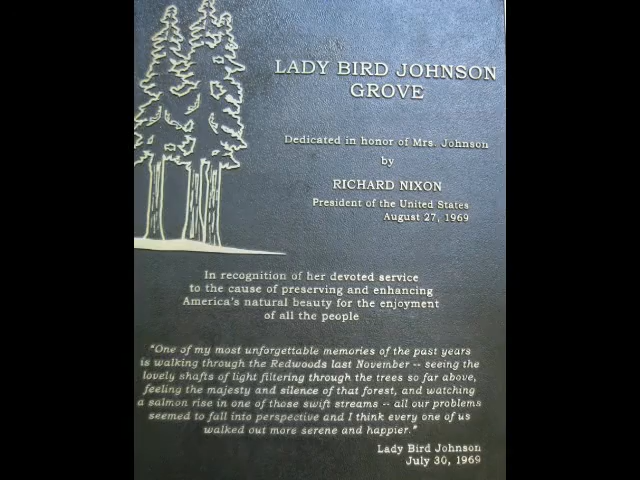 LADY BIRD JOHNSON
GROVE
Dedicated in honor of Mrs. Johnson
by
RICHARD NIXON
President of the United States
August 27, 1969
In recognition of her devoted service
to the cause of preserving and enhancing
America's natural beauty for the enjoyment
of all the people
"One of my most unforgettable memories of the past years
is walking through the Redwoods last November -- seeing the
lovely shafts of light filtering through the trees so far above,
feeling the majesty and silence of that forest, and watching
a salmon rise in one of those swift streams -- all our problems
seemed to fall into perspective and I think every one of us
walked out more serene and happier."
Lady Bird Johnson
July 30, 1969